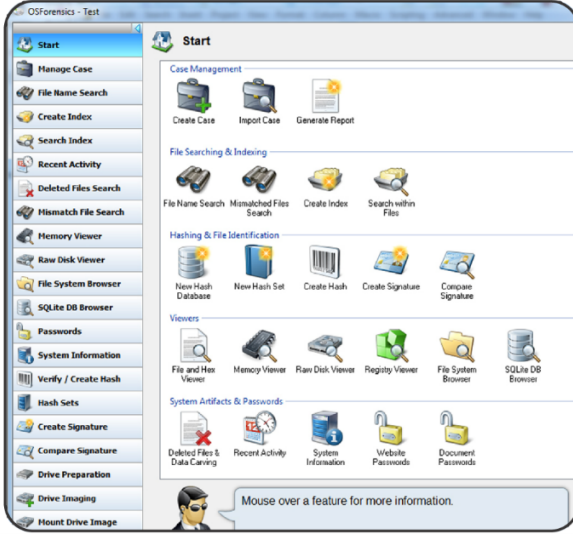 OSForensics - Test
Start
Manage Case
File Name Search
Create Index
Search Index
Recent Activity
Deleted Files Search
Mismatch File Search
Memory Viewer
Raw Disk Viewer
File System Browser
SQLite DB Browser
Passwords
System Information
Verify / Create Hash
Hash Sets
Create Signature
Compare Signature
Drive Preparation
Drive Imaging
Mount Drive Image
Start
Case Management
Create Case Import Case Generate Report
File Searching & Indexing
File Name Search Mismatched Files Create Index Search within
Search Files
Hashing & File Identification
New Hash New Hash Set Create Hash Create Signature Compare
Database Signature
Viewers
File and Hex Memory Viewer Raw Disk Viewer Registry Viewer File System SQLite DB
Viewer Browser Browser
System Artifacts & Passwords
Deleted Files & Recent Activity System Website Document
Data Carving Information Passwords Passwords
Mouse over a feature for more information.